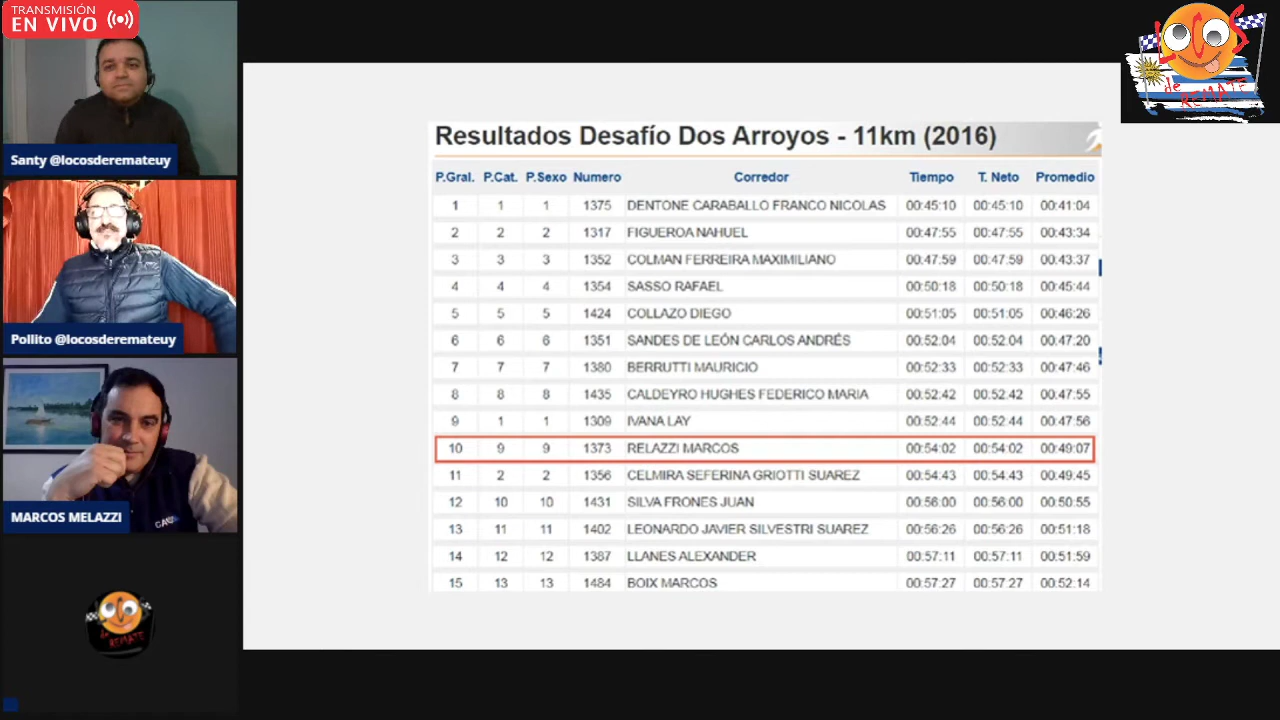 TRANSMISIÓN
EN VIVO
Santy @locosderemateuy
Pollito @locosderemateuy
MARCOS MELAZZI
LOCOS
de REMATE
Resultados Desafío Dos Arroyos - 11km (2016)
P.Gral. P.Cat. P.Sexo Numero Corredor Tiempo T. Neto Promedio
1 1 1 1375 DENTONE CARABALLO FRANCO NICOLAS 00:45:10 00:45:10 00:41:04
2 2 2 1317 FIGUEROA NAHUEL 00:47:55 00:47:55 00:43:34
3 3 3 1352 COLMAN FERREIRA MAXIMILIANO 00:47:59 00:47:59 00:43:37
4 4 4 1354 SASSO RAFAEL 00:50:18 00:50:18 00:45:44
5 5 5 1424 COLLAZO DIEGO 00:51:05 00:51:05 00:46:26
6 6 6 1351 SANDES DE LEÓN CARLOS ANDRÉS 00:52:04 00:52:04 00:47:20
7 7 7 1380 BERRUTTI MAURICIO 00:52:33 00:52:33 00:47:46
8 8 8 1435 CALDEYRO HUGHES FEDERICO MARIA 00:52:42 00:52:42 00:47:55
9 1 1 1309 IVANA LAY 00:52:44 00:52:44 00:47:56
10 9 9 1373 RELAZZI MARCOS 00:54:02 00:54:02 00:49:07
11 2 2 1356 CELMIRA SEFERINA GRIOTTI SUAREZ 00:54:43 00:54:43 00:49:45
12 10 10 1431 SILVA FRONES JUAN 00:56:00 00:56:00 00:50:55
13 11 11 1402 LEONARDO JAVIER SILVESTRI SUAREZ 00:56:26 00:56:26 00:51:18
14 12 12 1387 LLANES ALEXANDER 00:57:11 00:57:11 00:51:59
15 13 13 1484 BOIX MARCOS 00:57:27 00:57:27 00:52:14
de
REMATE